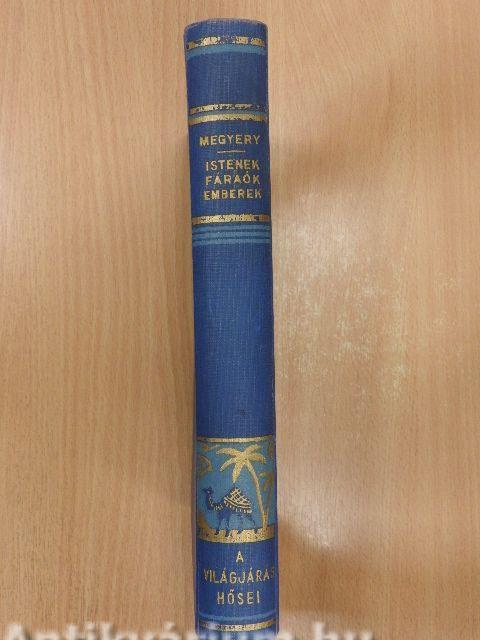 MEGYERY
ISTENEK
FÁRAÓK
EMBEREK
A
VILÁGJÁRÁS
HŐSEI